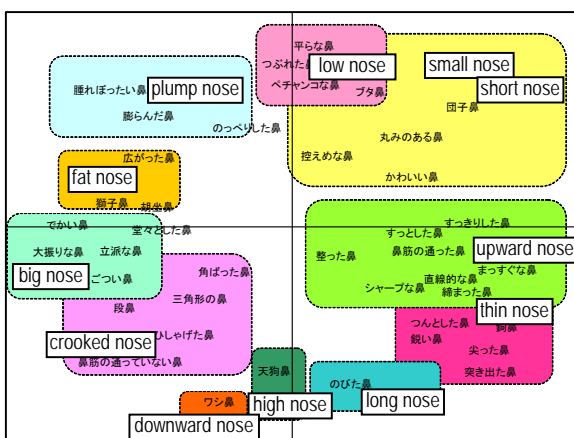 平らな鼻
つぶれた鼻
low nose
ペチャンコな鼻
ブタ鼻
small nose
short nose
団子鼻
丸みのある鼻
控えめな鼻
かわいい鼻
腫れぼったい鼻
plump nose
膨らんだ鼻
のっぺりした鼻
広がった鼻
fat nose
獅子鼻
胡坐鼻
でかい鼻
堂々とした鼻
大振りな鼻
立派な鼻
big nose
ごつい鼻
すっきりした鼻
すっとした鼻
整った鼻
鼻筋の通った鼻
upward nose
まっすぐな鼻
直線的な鼻
シャープな鼻
締まった鼻
thin nose
角ばった鼻
三角形の鼻
段鼻
ひしゃげた鼻
crooked nose
鼻筋の通っていない鼻
つんとした鼻
鋭い鼻
尖った鼻
突き出た鼻
天狗鼻
high nose
のびた鼻
long nose
ワシ鼻
downward nose